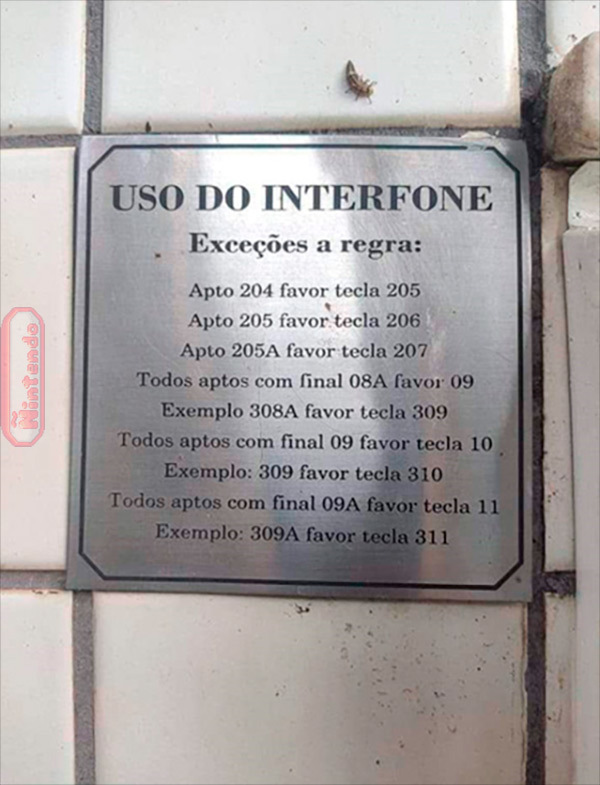 USO DO INTERFONE
Exceções a regra:
Apto 204 favor tecla 205
Apto 205 favor tecla 206
Apto 205A favor tecla 207
Todos aptos com final 08A favor 09
Exemplo 308A favor tecla 309
Todos aptos com final 09 favor tecla 10
Exemplo: 309 favor tecla 310
Todos aptos com final 09A favor tecla 11
Exemplo: 309A favor tecla 311
Ñintendo